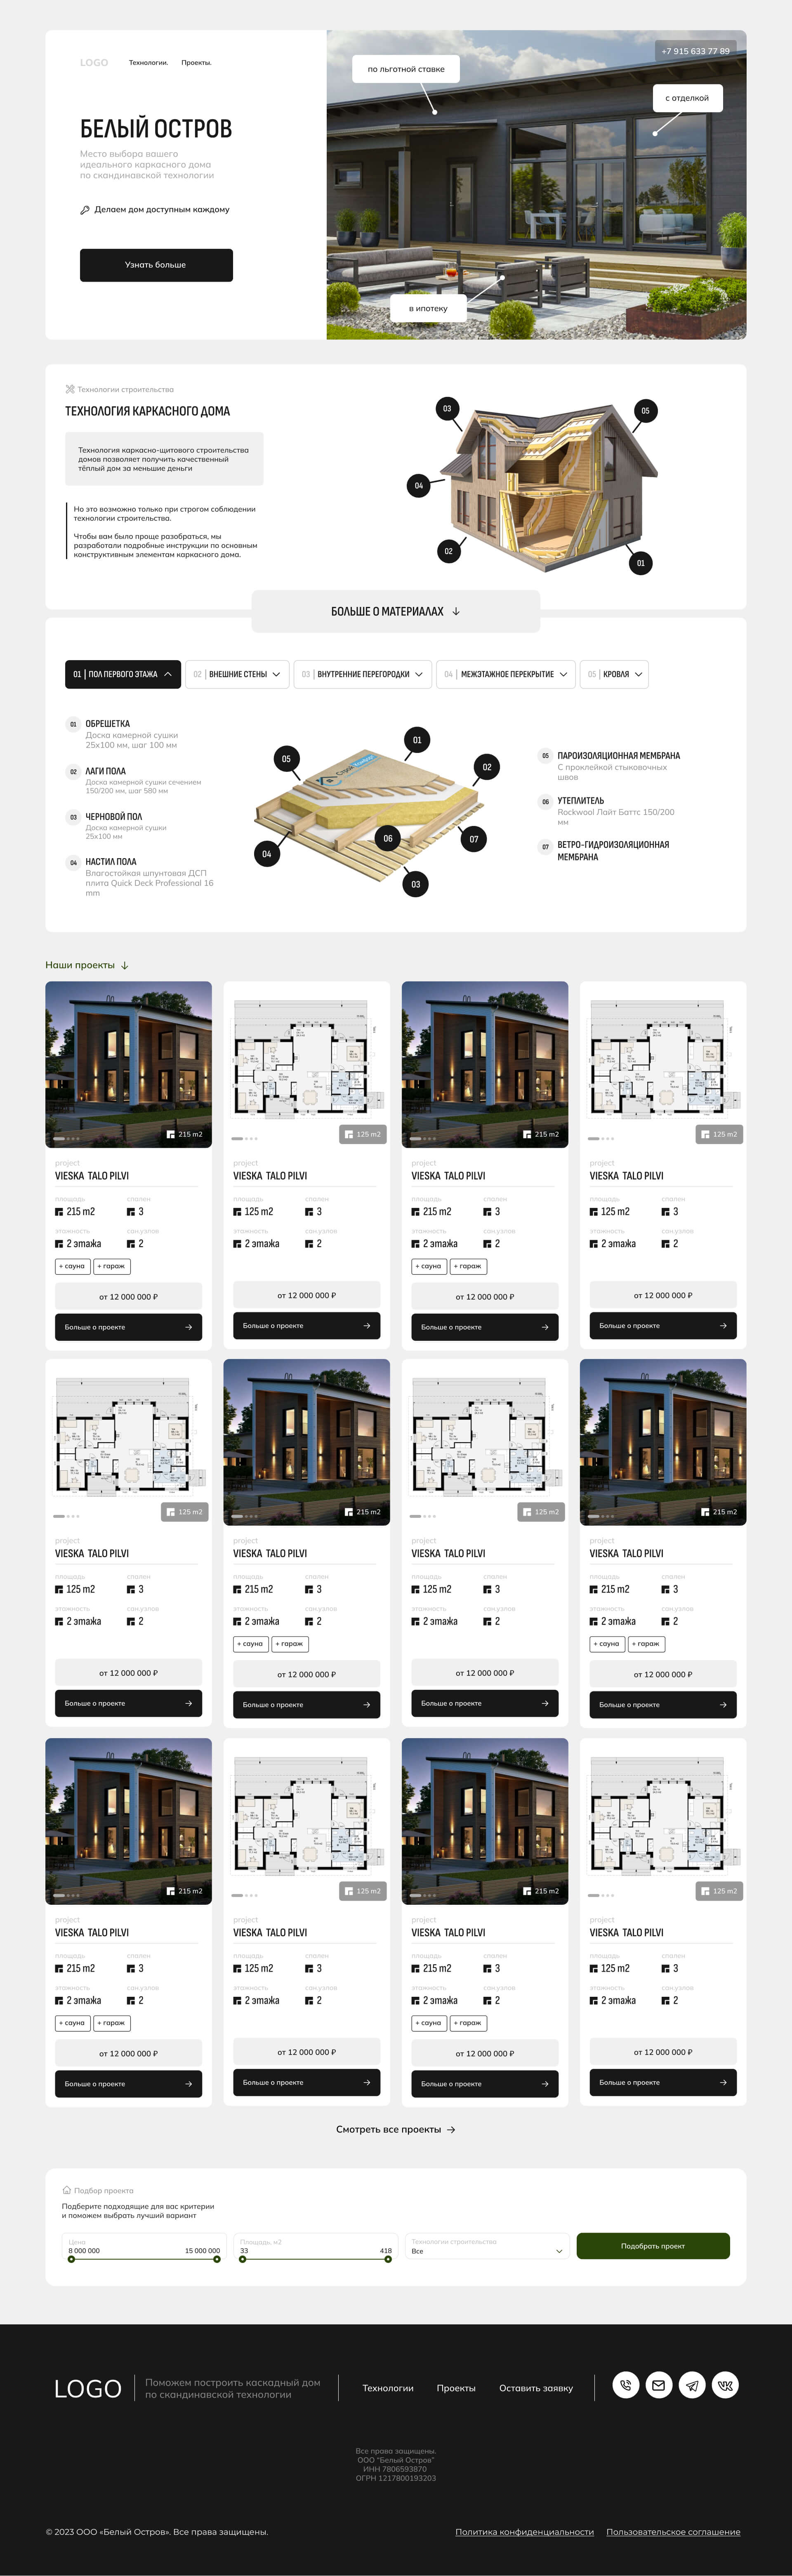 LOGO
Технологии.
Проекты.
+7 915 633 77 89
по льготной ставке
с отделкой
в ипотеку
БЕЛЫЙ ОСТРОВ
Место выбора вашего
идеального каркасного дома
по скандинавской технологии
Делаем дом доступным каждому
Узнать больше
Технологии строительства
ТЕХНОЛОГИЯ КАРКАСНОГО ДОМА
Технология каркасно-щитового строительства
домов позволяет получить качественный
тёплый дом за меньшие деньги
Но это возможно только при строгом соблюдении
технологии строительства.
Чтобы вам было проще разобраться, мы
разработали подробные инструкции по основным
конструктивным элементам каркасного дома.
03
05
04
02
01
БОЛЬШЕ О МАТЕРИАЛАХ
01 | ПОЛ ПЕРВОГО ЭТАЖА
02 | ВНЕШНИЕ СТЕНЫ
03 | ВНУТРЕННИЕ ПЕРЕГОРОДКИ
04 | МЕЖЭТАЖНОЕ ПЕРЕКРЫТИЕ
05 | КРОВЛЯ
01 ОБРЕШЕТКА
Доска камерной сушки
25х100 мм, шаг 100 мм
02 ЛАГИ ПОЛА
Доска камерной сушки сечением
150/200 мм, шаг 580 мм
03 ЧЕРНОВОЙ ПОЛ
Доска камерной сушки
25х100 мм
04 НАСТИЛ ПОЛА
Влагостойкая шпунтовая ДСП
плита Quick Deck Professional 16
mm
01
05
02
06
07
04
03
05 ПАРОИЗОЛЯЦИОННАЯ МЕМБРАНА
С проклейкой стыковочных
швов
06 УТЕПЛИТЕЛЬ
Rockwool Лайт Баттс 150/200
мм
07 ВЕТРО-ГИДРОИЗОЛЯЦИОННАЯ
МЕМБРАНА
Наши проекты
215 m2
project
VIESKA TALO PILVI
площадь спален
215 m2 3
этажность сан.узлов
2 этажа 2
+ сауна + гараж
от 12 000 000 ₽
Больше о проекте
125 m2
project
VIESKA TALO PILVI
площадь спален
125 m2 3
этажность сан.узлов
2 этажа 2
от 12 000 000 ₽
Больше о проекте
215 m2
project
VIESKA TALO PILVI
площадь спален
215 m2 3
этажность сан.узлов
2 этажа 2
+ сауна + гараж
от 12 000 000 ₽
Больше о проекте
125 m2
project
VIESKA TALO PILVI
площадь спален
125 m2 3
этажность сан.узлов
2 этажа 2
от 12 000 000 ₽
Больше о проекте
125 m2
project
VIESKA TALO PILVI
площадь спален
125 m2 3
этажность сан.узлов
2 этажа 2
от 12 000 000 ₽
Больше о проекте
215 m2
project
VIESKA TALO PILVI
площадь спален
215 m2 3
этажность сан.узлов
2 этажа 2
+ сауна + гараж
от 12 000 000 ₽
Больше о проекте
125 m2
project
VIESKA TALO PILVI
площадь спален
125 m2 3
этажность сан.узлов
2 этажа 2
от 12 000 000 ₽
Больше о проекте
215 m2
project
VIESKA TALO PILVI
площадь спален
215 m2 3
этажность сан.узлов
2 этажа 2
+ сауна + гараж
от 12 000 000 ₽
Больше о проекте
215 m2
project
VIESKA TALO PILVI
площадь спален
215 m2 3
этажность сан.узлов
2 этажа 2
+ сауна + гараж
от 12 000 000 ₽
Больше о проекте
125 m2
project
VIESKA TALO PILVI
площадь спален
125 m2 3
этажность сан.узлов
2 этажа 2
от 12 000 000 ₽
Больше о проекте
215 m2
project
VIESKA TALO PILVI
площадь спален
215 m2 3
этажность сан.узлов
2 этажа 2
+ сауна + гараж
от 12 000 000 ₽
Больше о проекте
125 m2
project
VIESKA TALO PILVI
площадь спален
125 m2 3
этажность сан.узлов
2 этажа 2
от 12 000 000 ₽
Больше о проекте
Смотреть все проекты
Подбор проекта
Подберите подходящие для вас критерии
и поможем выбрать лучший вариант
Цена
8 000 000 15 000 000
Площадь, м2
33 418
Технологии строительства
Все
Подобрать проект
LOGO
Поможем построить каскадный дом
по скандинавской технологии
Технологии
Проекты
Оставить заявку
Все права защищены.
ООО "Белый Остров"
ИНН 7806593870
ОГРН 1217800193203
© 2023 ООО «Белый Остров». Все права защищены.
Политика конфиденциальности
Пользовательское соглашение